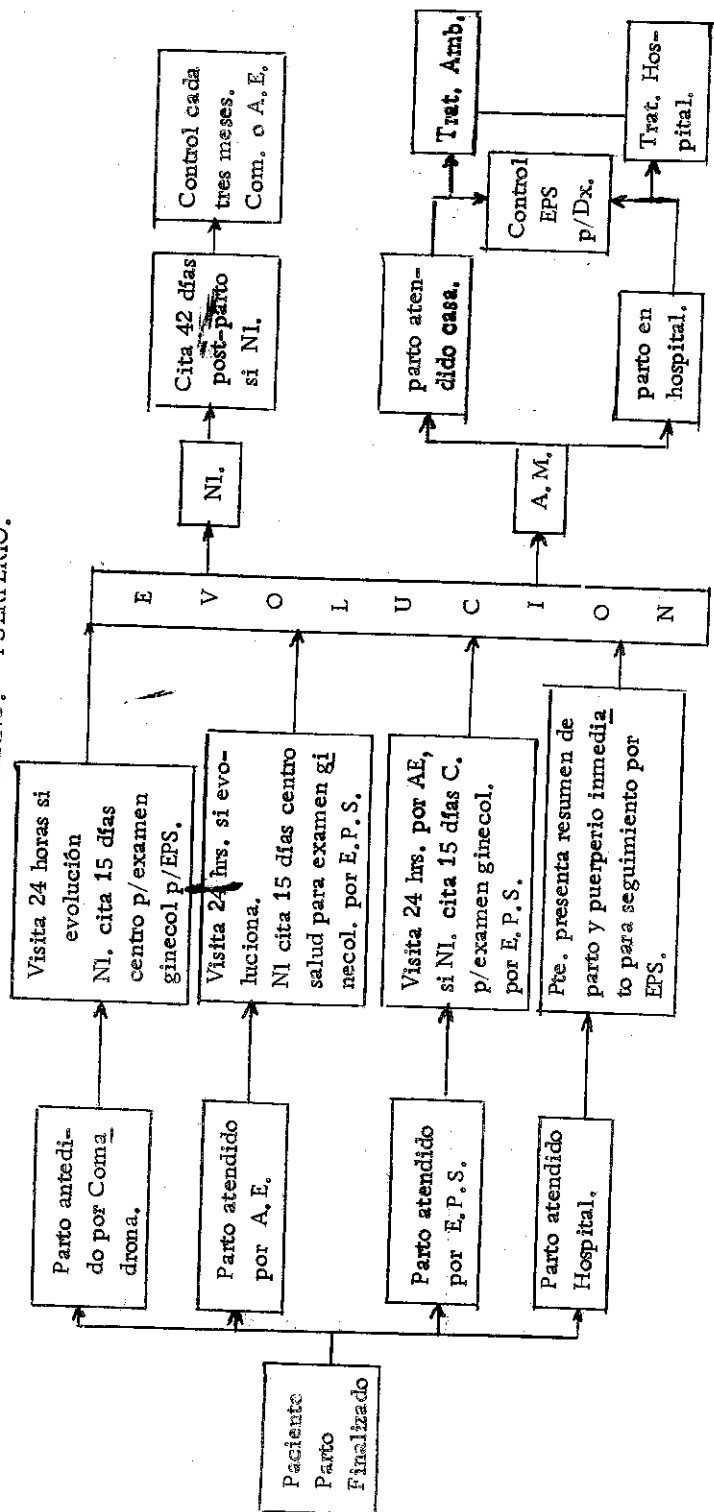 PUERPERIO.
Paciente
Parto
Finalizado
Parto antedi-
do por Coma
drona.
Parto atendido
por A.E.
Parto atendido
por E.P.S.
Parto atendido
Hospital.
Visita 24 horas si
evolución
Nl. cita 15 días
centro p/examen
ginecol p/EPS.
Visita 24 hrs. si evo-
luciona.
Nl cita 15 días centro
salud para examen gi
necol. por E.P.S.
Visita 24 hrs. por AE,
si Nl. cita 15 días C.
p/examen ginecol.
por E.P.S.
Pte. presenta resumen de
parto y puerperio inmedia
to para seguimiento por
EPS.
E V O L U C I O N
Nl.
A.M.
Cita 42 días
post-parto
si Nl.
Control cada
tres meses.
Com. o A.E.
parto aten-
dido casa.
parto en
hospital.
Control
EPS
p/Dx.
Trat. Amb.
Trat. Hos-
pital.